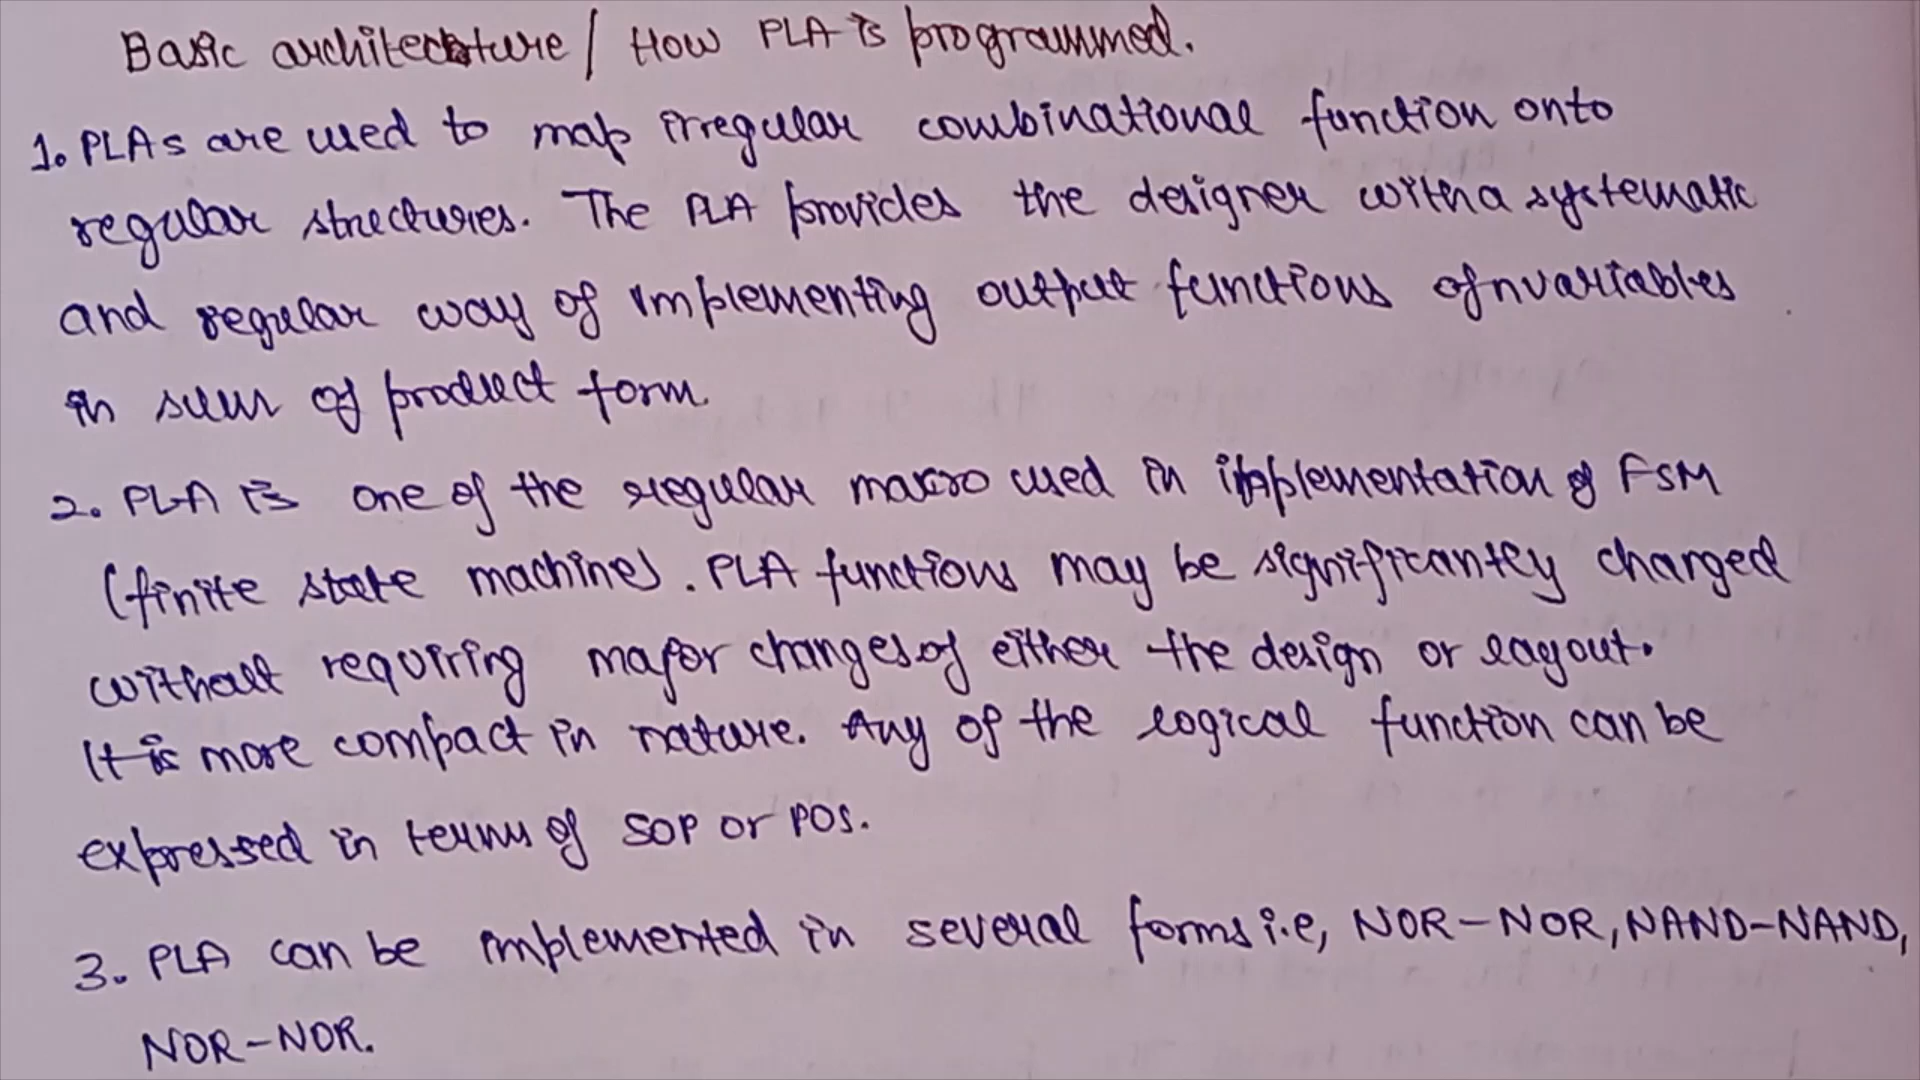 Basic architecture / How PLA is programmed.
1. PLAs are used to map irregular combinational function onto
regular structures. The PLA provides the designer with a systematic
and regular way of implementing output functions of n variables
in sum of product form.
2. PLA is one of the regular macro used in implementation of FSM
(finite state machine). PLA functions may be significantly charged
without requiring major changes of either the design or layout.
It is more compact in nature. Any of the logical function can be
expressed in terms of SOP or POS.
3. PLA can be implemented in several forms i.e, NOR-NOR, NAND-NAND,
NOR-NOR.